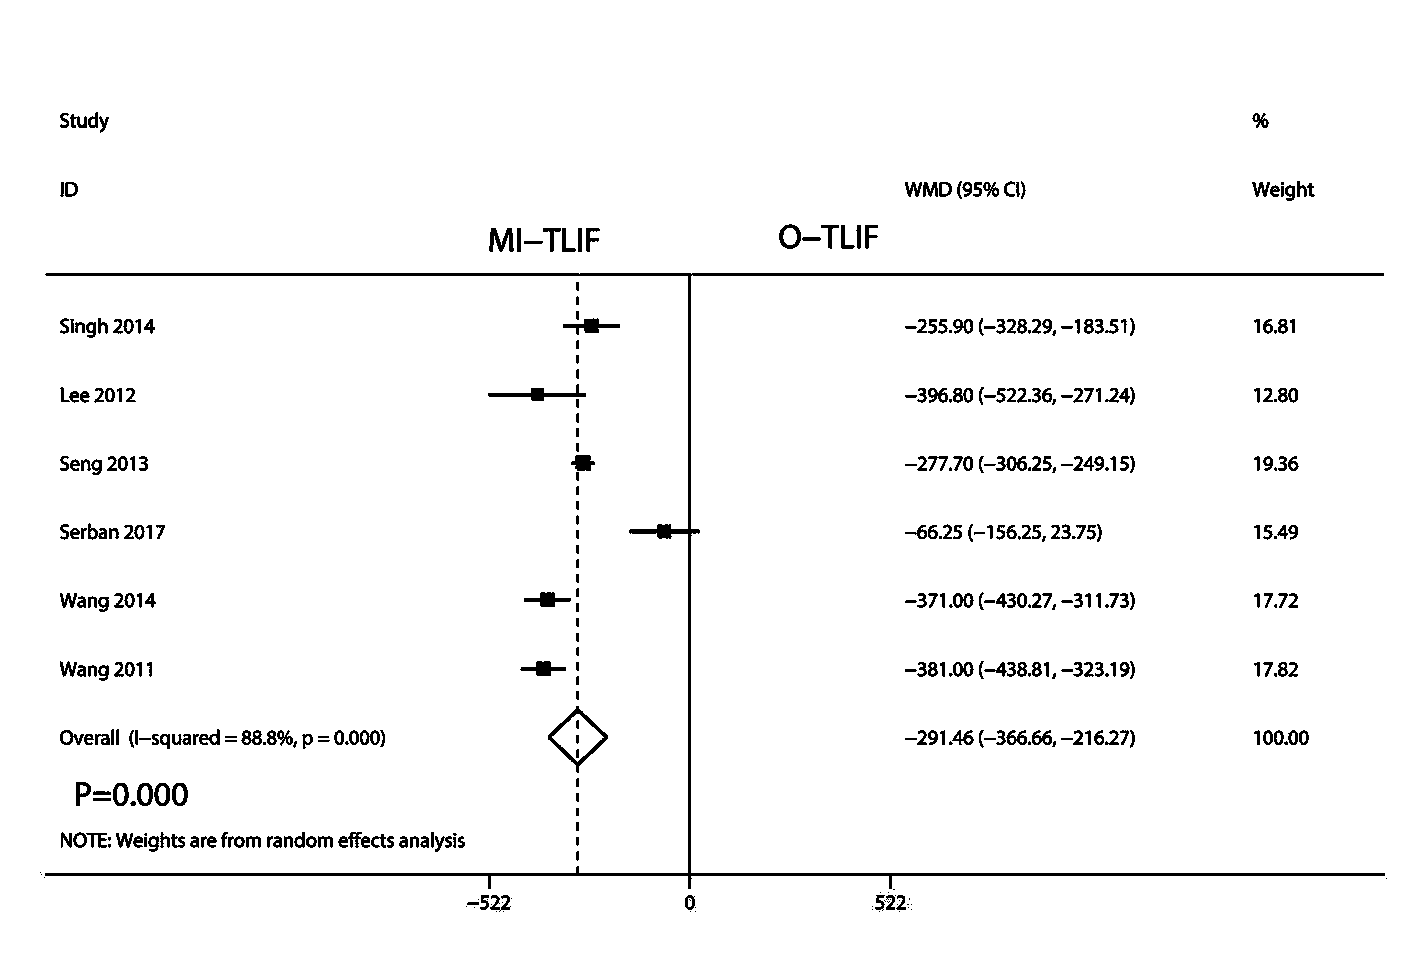 Study %
ID WMD (95% CI) Weight
MI−TLIF O−TLIF
Singh 2014 −255.90 (−328.29, −183.51) 16.81
Lee 2012 −396.80 (−522.36, −271.24) 12.80
Seng 2013 −277.70 (−306.25, −249.15) 19.36
Serban 2017 −66.25 (−156.25, 23.75) 15.49
Wang 2014 −371.00 (−430.27, −311.73) 17.72
Wang 2011 −381.00 (−438.81, −323.19) 17.82
Overall (I−squared = 88.8%, p = 0.000) −291.46 (−366.66, −216.27) 100.00
P=0.000
NOTE: Weights are from random effects analysis
−522 0 522